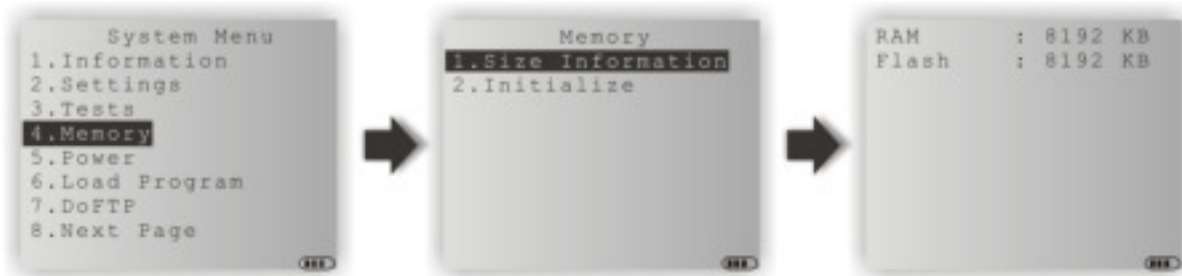 System Menu
1.Information
2.Settings
3.Tests
4.Memory
5.Power
6.Load Program
7.DoFTP
8.Next Page
Memory
1.Size Information
2.Initialize
RAM : 8192 KB
Flash : 8192 KB